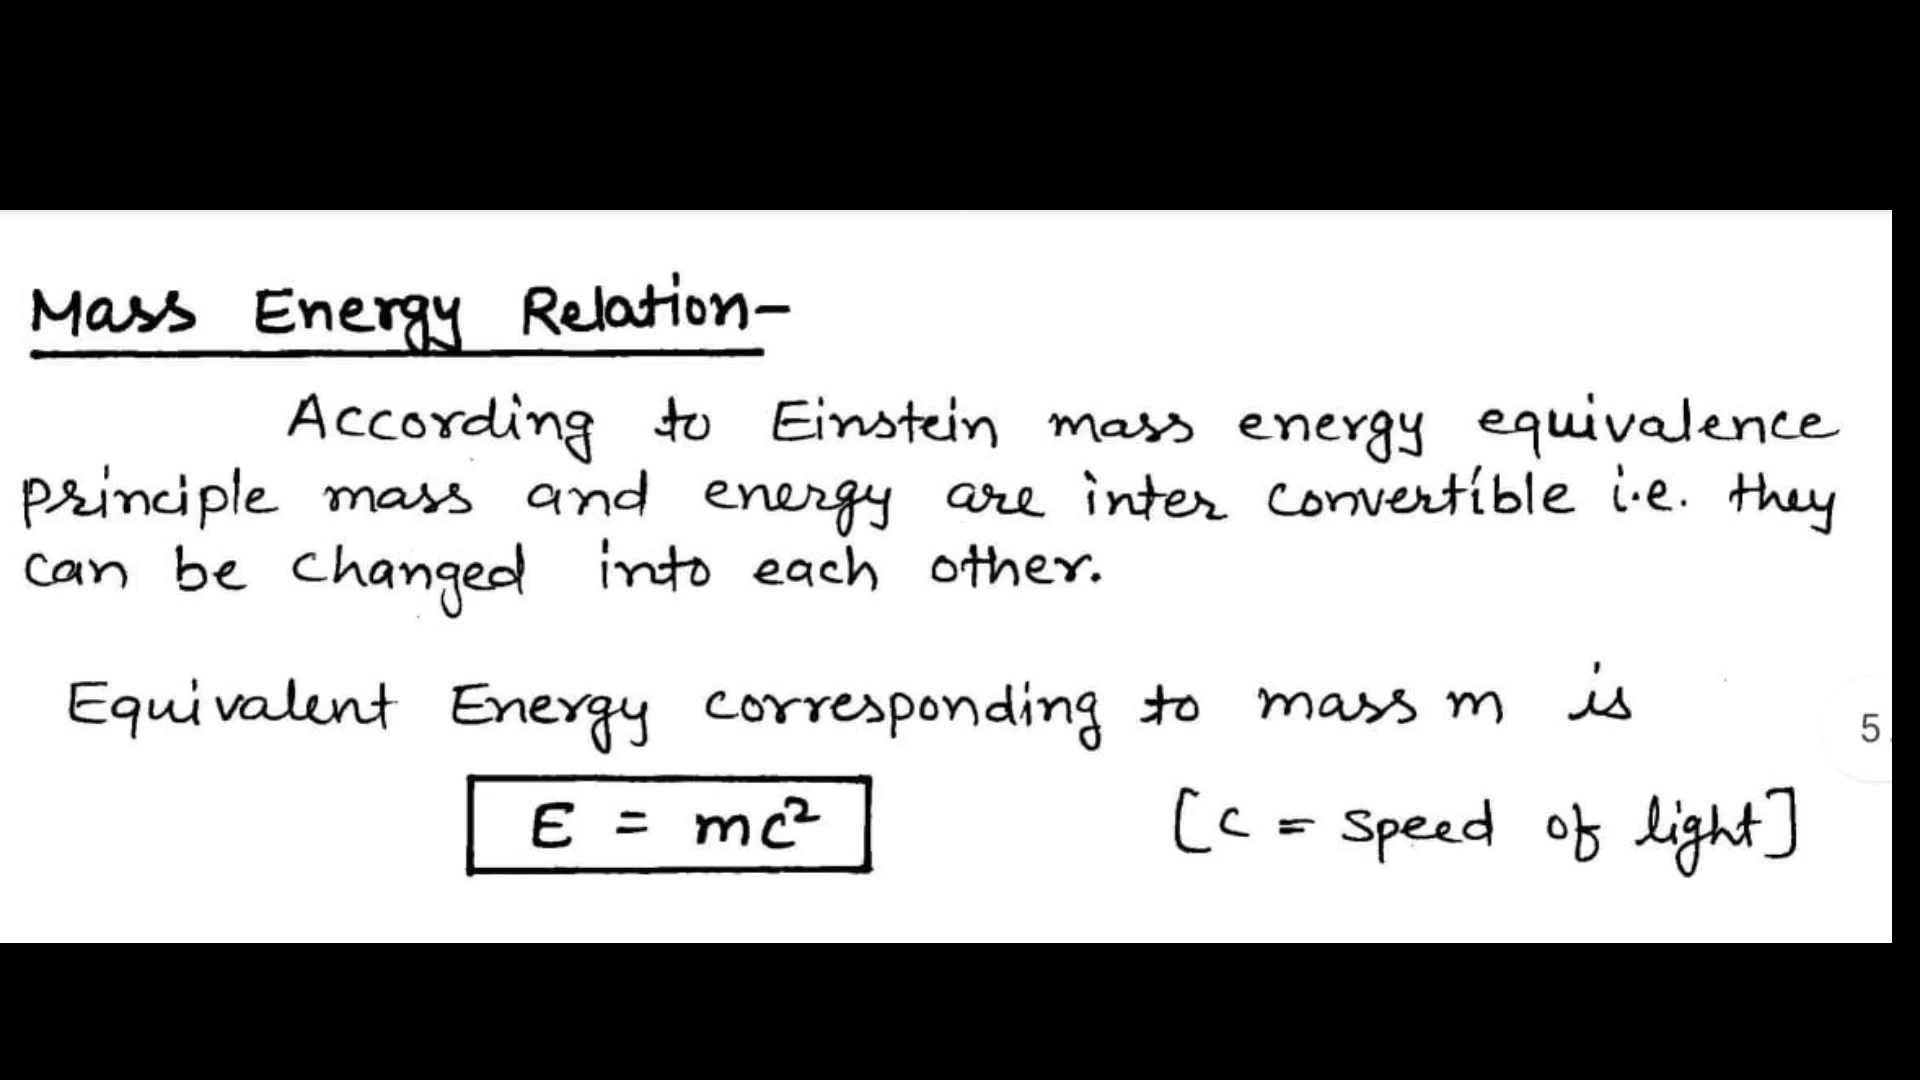 Mass Energy Relation-
According to Einstein mass energy equivalence
principle mass and energy are inter convertible i.e. they
can be changed into each other.
Equivalent Energy corresponding to mass m is
5
E = mc²
[c = speed of light]